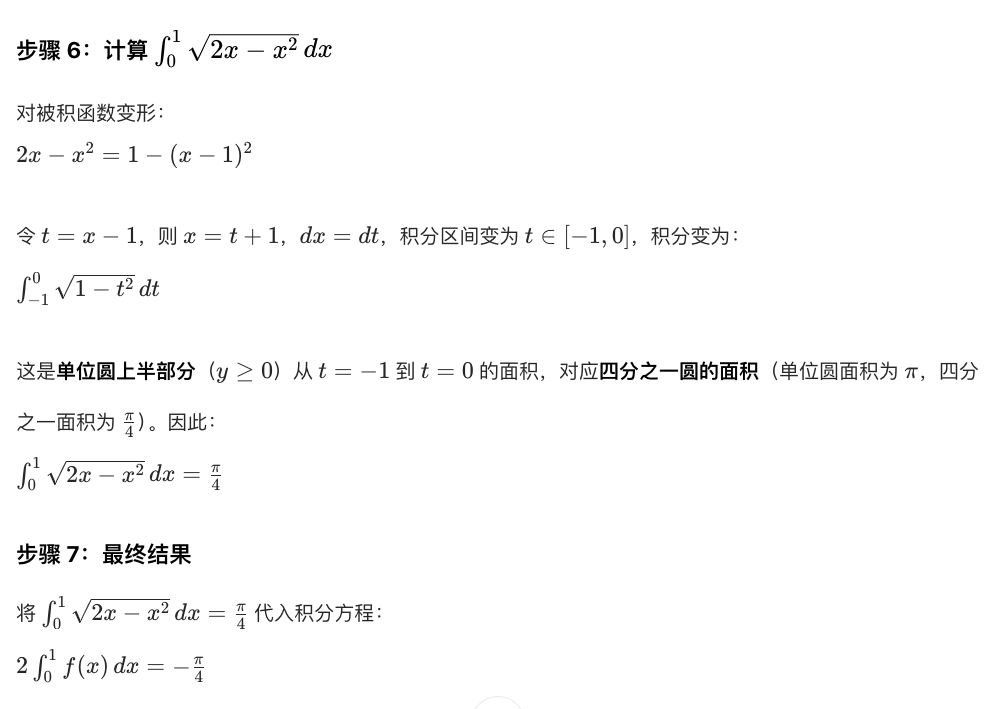 步骤 6：计算 $\int_0^1 \sqrt{2x - x^2}\, dx$
对被积函数变形：
$2x - x^2 = 1 - (x - 1)^2$
令 $t = x - 1$，则 $x = t + 1$，$dx = dt$，积分区间变为 $t \in [-1, 0]$，积分变为：
$\int_{-1}^0 \sqrt{1 - t^2}\, dt$
这是单位圆上半部分（$y \geq 0$）从 $t = -1$ 到 $t = 0$ 的面积，对应四分之一圆的面积（单位圆面积为 $\pi$，四分
之一面积为 $\frac{\pi}{4}$）。因此：
$\int_0^1 \sqrt{2x - x^2}\, dx = \frac{\pi}{4}$
步骤 7：最终结果
将 $\int_0^1 \sqrt{2x - x^2}\, dx = \frac{\pi}{4}$ 代入积分方程：
$2 \int_0^1 f(x)\, dx = -\frac{\pi}{4}$